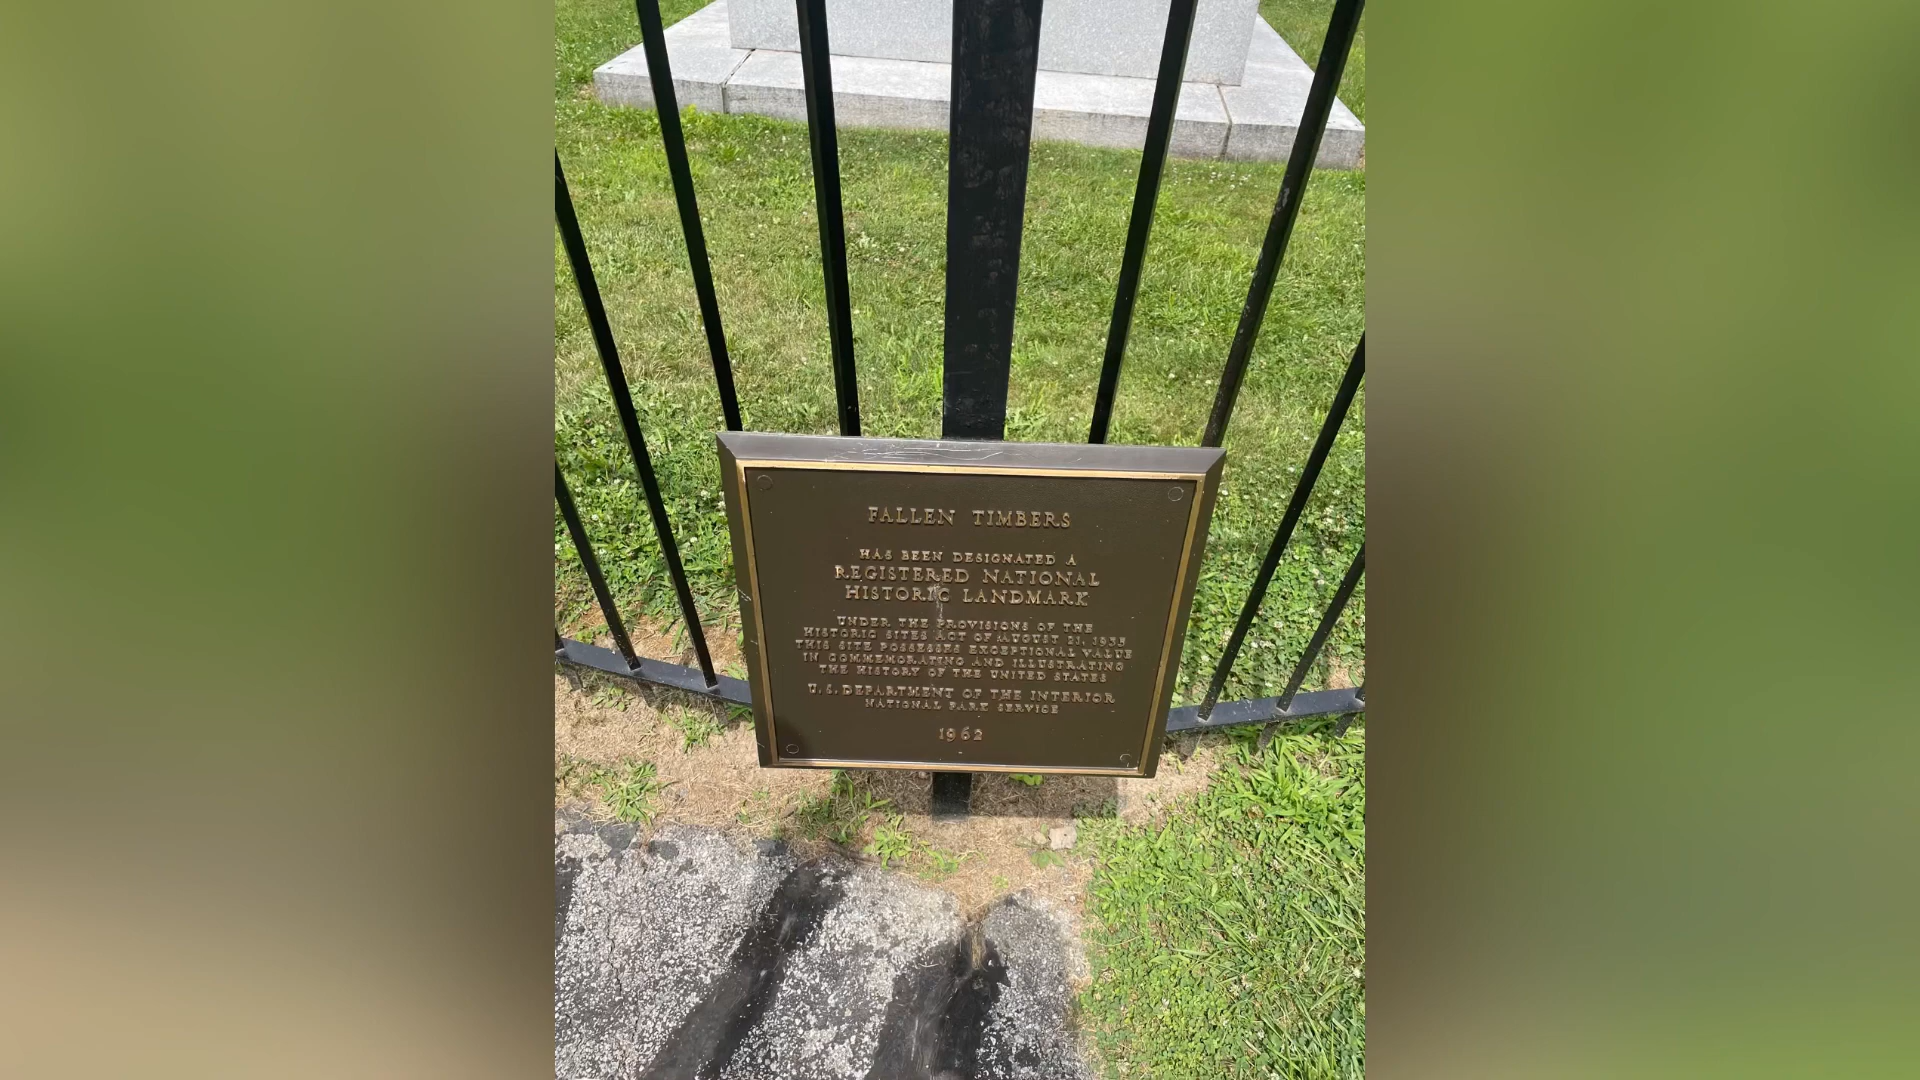 FALLEN TIMBERS
HAS BEEN DESIGNATED A
REGISTERED NATIONAL
HISTORIC LANDMARK
UNDER THE PROVISIONS OF THE
HISTORIC SITES ACT OF AUGUST 21, 1935
THIS SITE POSSESSES EXCEPTIONAL VALUE
IN COMMEMORATING AND ILLUSTRATING
THE HISTORY OF THE UNITED STATES
U.S. DEPARTMENT OF THE INTERIOR
NATIONAL PARK SERVICE
1962